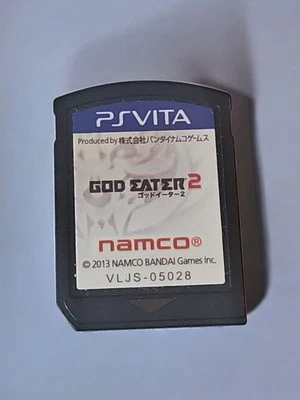 PSVITA
Produced by 株式会社バンダイナムコゲームス
GOD EATER 2
ゴッドイーター2
namco®
© 2013 NAMCO BANDAI Games Inc.
VLJS-05028